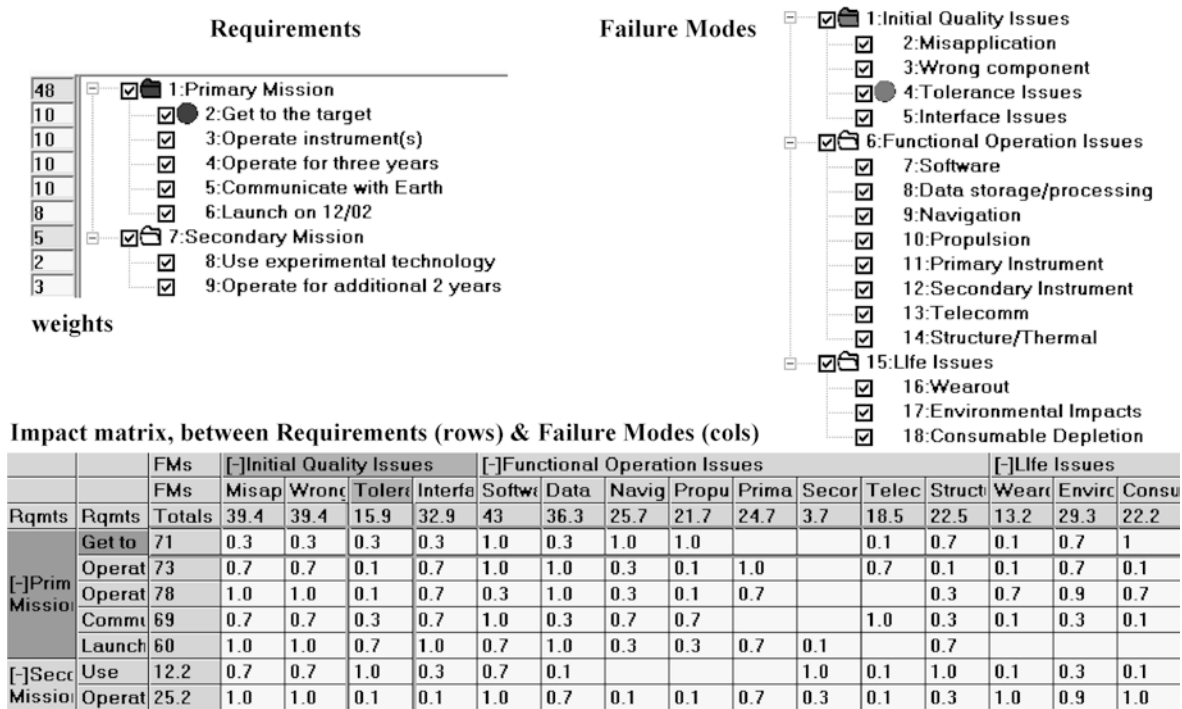 Requirements
48 1:Primary Mission
10 2:Get to the target
10 3:Operate instrument(s)
10 4:Operate for three years
10 5:Communicate with Earth
8 6:Launch on 12/02
5 7:Secondary Mission
2 8:Use experimental technology
3 9:Operate for additional 2 years
weights
Failure Modes
1:Initial Quality Issues
2:Misapplication
3:Wrong component
4:Tolerance Issues
5:Interface Issues
6:Functional Operation Issues
7:Software
8:Data storage/processing
9:Navigation
10:Propulsion
11:Primary Instrument
12:Secondary Instrument
13:Telecomm
14:Structure/Thermal
15:LIfe Issues
16:Wearout
17:Environmental Impacts
18:Consumable Depletion
Impact matrix, between Requirements (rows) & Failure Modes (cols)
FMs [-]Initial Quality Issues [-]Functional Operation Issues [-]LIfe Issues
FMs Misap Wrong Tolera Interfa Softwa Data Navig Propu Prima Secor Telec Struct Wearo Enviro Consu
Rqmts Rqmts Totals 39.4 39.4 15.9 32.9 43 36.3 25.7 21.7 24.7 3.7 18.5 22.5 13.2 29.3 22.2
[-]Prim Mission
Get to 71 0.3 0.3 0.3 0.3 1.0 0.3 1.0 1.0 0.1 0.7 0.1 0.7 1
Operat 73 0.7 0.7 0.1 0.7 1.0 1.0 0.3 0.1 1.0 0.7 0.1 0.1 0.7 0.1
Operat 78 1.0 1.0 0.1 0.7 0.3 1.0 0.3 0.1 0.7 0.3 0.7 0.9 0.7
Commu 69 0.7 0.7 0.3 0.7 1.0 0.3 0.7 0.7 1.0 0.3 0.1 0.3 0.1
Launch 60 1.0 1.0 0.7 1.0 0.7 1.0 0.3 0.3 0.7 0.1 0.7
[-]Secc Mission
Use 12.2 0.7 0.7 1.0 0.3 0.7 0.1 1.0 0.1 1.0 0.1 0.3 0.1
Operat 25.2 1.0 1.0 0.1 0.1 1.0 0.7 0.1 0.1 0.7 0.3 0.1 0.3 1.0 0.9 1.0